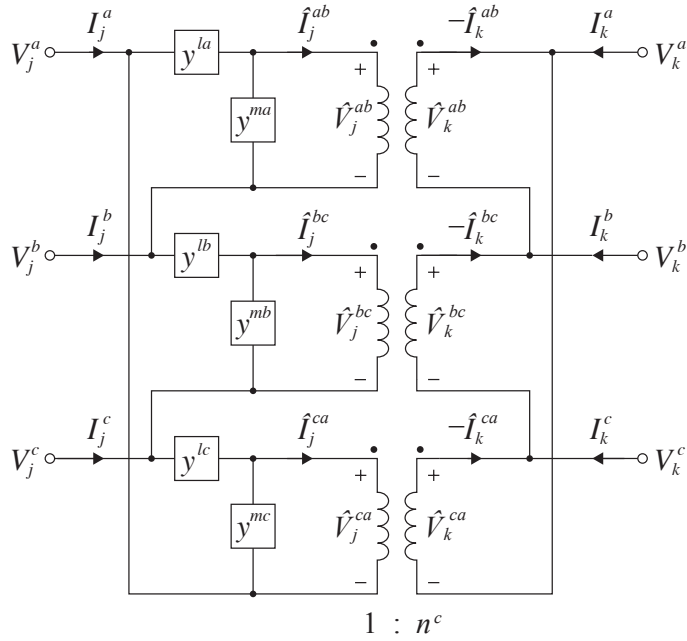 I_j^a Î_j^{ab} −Î_k^{ab} I_k^a
V_j^a y^{la} V_k^a
+ +
y^{ma} V̂_j^{ab} V̂_k^{ab}
− −
I_j^b Î_j^{bc} −Î_k^{bc} I_k^b
V_j^b y^{lb} V_k^b
+ +
y^{mb} V̂_j^{bc} V̂_k^{bc}
− −
I_j^c Î_j^{ca} −Î_k^{ca} I_k^c
V_j^c y^{lc} V_k^c
+ +
y^{mc} V̂_j^{ca} V̂_k^{ca}
− −
1 : n^c